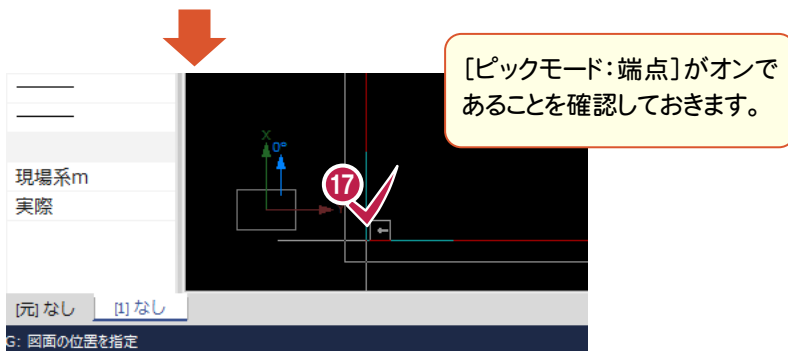 [ピックモード：端点]がオンで
あることを確認しておきます。
X
0°
現場系m
17
実際
[元] なし
[1] なし
G: 図面の位置を指定